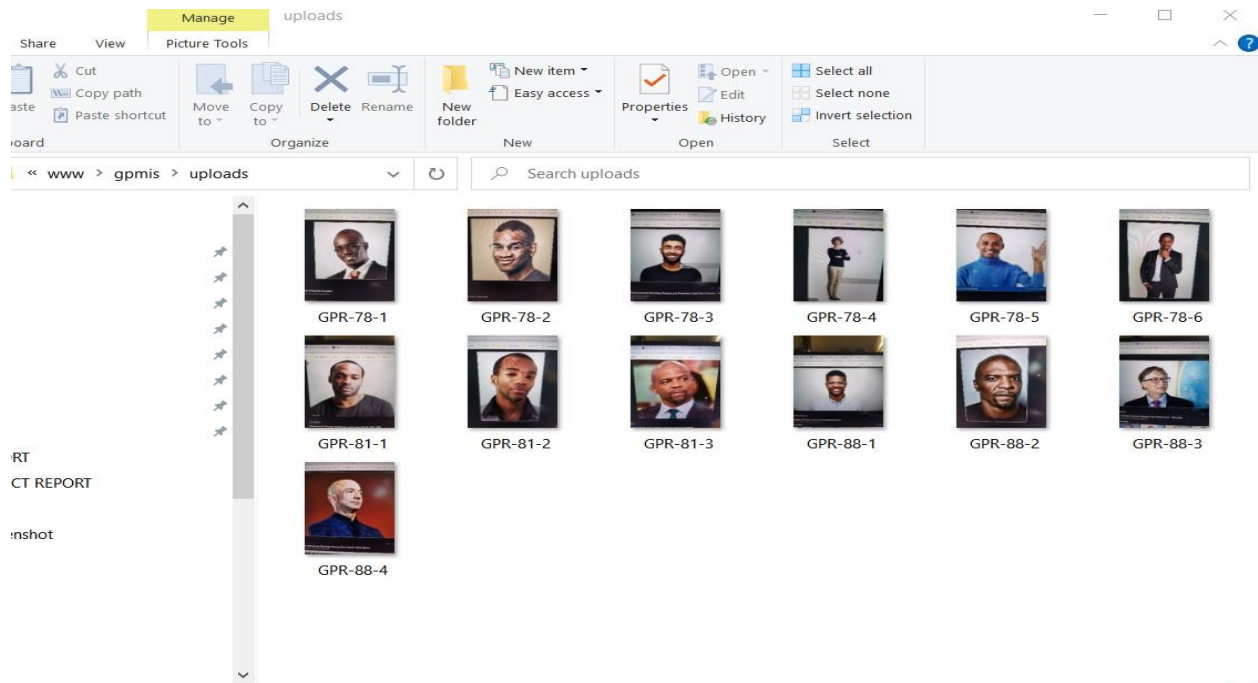 Manage uploads
Share View Picture Tools
Cut
Copy path
aste
Paste shortcut
oard
Move to
Copy to
Delete
Rename
Organize
New folder
New item
Easy access
New
Properties
Open
Edit
History
Open
Select all
Select none
Invert selection
Select
« www > gpmis > uploads
Search uploads
GPR-78-1 GPR-78-2 GPR-78-3 GPR-78-4 GPR-78-5 GPR-78-6
GPR-81-1 GPR-81-2 GPR-81-3 GPR-88-1 GPR-88-2 GPR-88-3
RT
CT REPORT
enshot
GPR-88-4